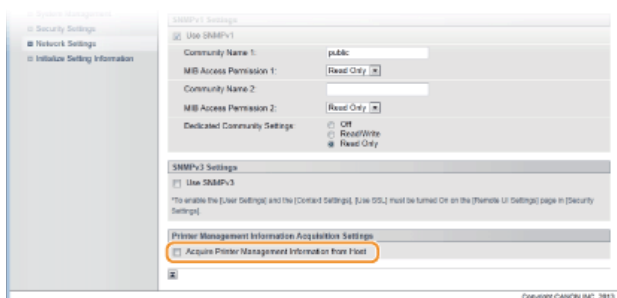 System Management
Security Settings
Network Settings
Initialize Setting Information
SNMPv1 Settings
Use SNMPv1
Community Name 1:
public
MIB Access Permission 1:
Read Only
Community Name 2:
MIB Access Permission 2:
Read Only
Dedicated Community Settings:
Off
Read/Write
Read Only
SNMPv3 Settings
Use SNMPv3
*To enable the [User Settings] and the [Context Settings], [Use SSL] must be turned On on the [Remote UI Settings] page in [Security
Settings].
Printer Management Information Acquisition Settings
Acquire Printer Management Information from Host
Copyright CANON INC. 2013